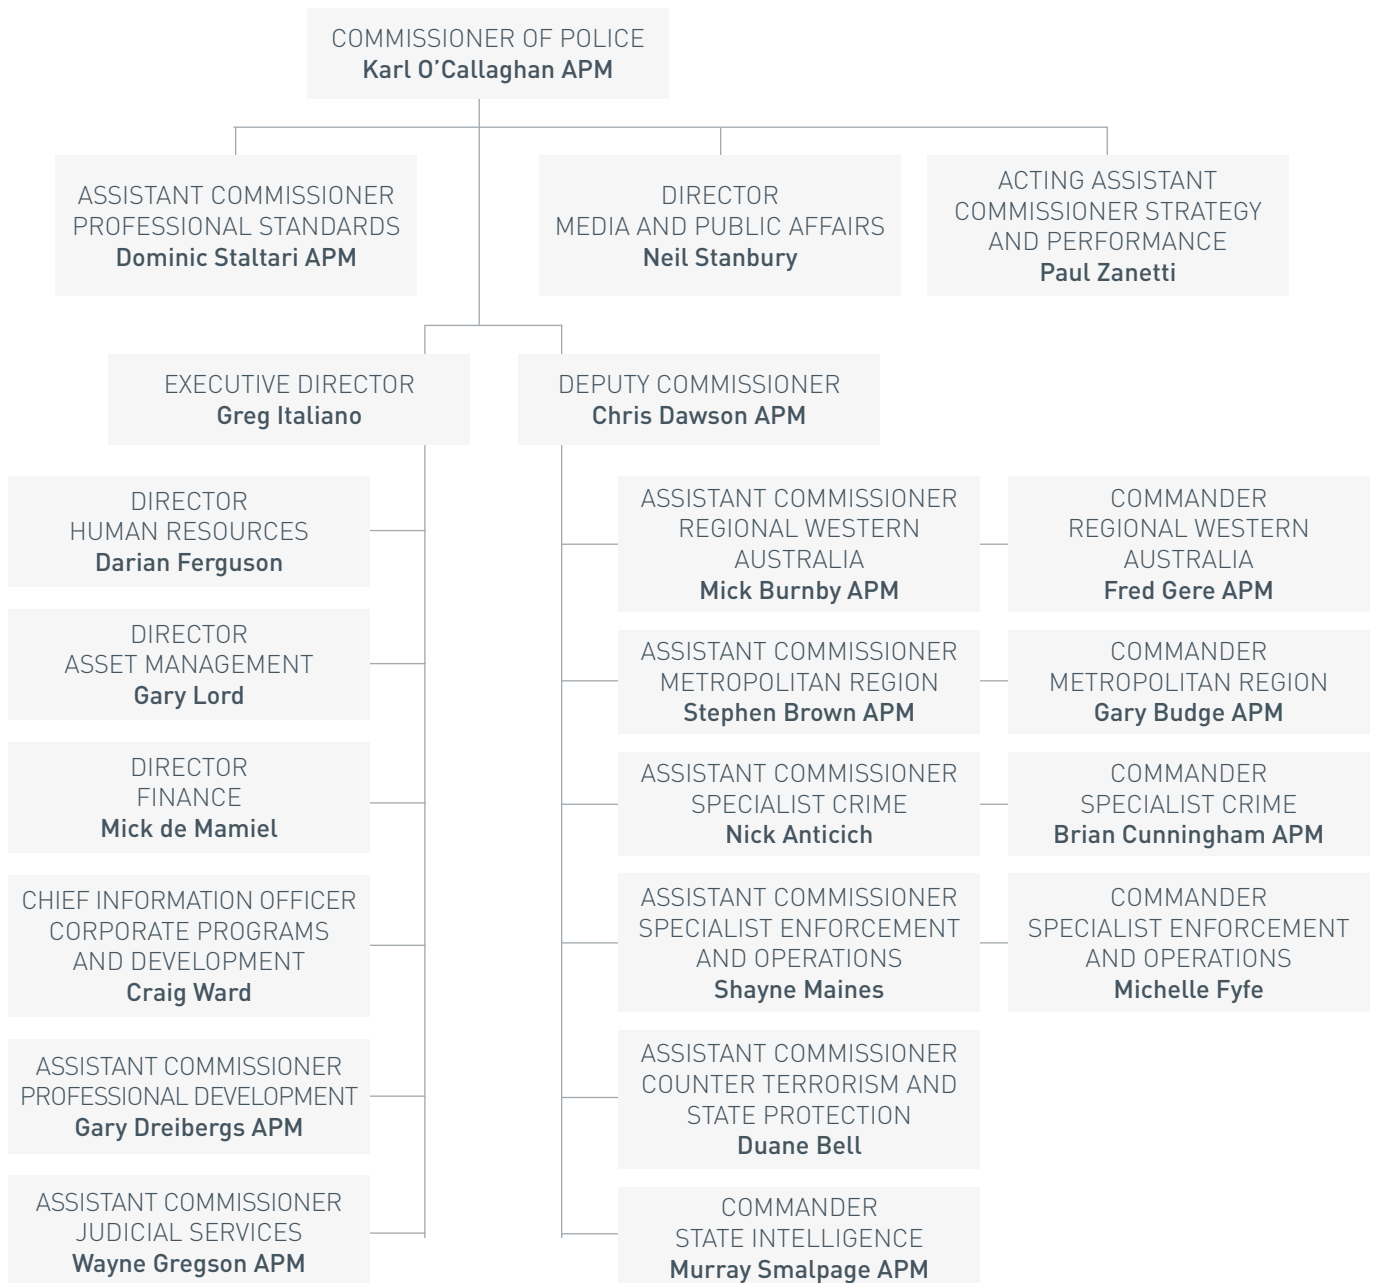 COMMISSIONER OF POLICE
Karl O’Callaghan APM
ASSISTANT COMMISSIONER
PROFESSIONAL STANDARDS
Dominic Staltari APM
DIRECTOR
MEDIA AND PUBLIC AFFAIRS
Neil Stanbury
ACTING ASSISTANT
COMMISSIONER STRATEGY
AND PERFORMANCE
Paul Zanetti
EXECUTIVE DIRECTOR
Greg Italiano
DEPUTY COMMISSIONER
Chris Dawson APM
DIRECTOR
HUMAN RESOURCES
Darian Ferguson
DIRECTOR
ASSET MANAGEMENT
Gary Lord
DIRECTOR
FINANCE
Mick de Mamiel
CHIEF INFORMATION OFFICER
CORPORATE PROGRAMS
AND DEVELOPMENT
Craig Ward
ASSISTANT COMMISSIONER
PROFESSIONAL DEVELOPMENT
Gary Dreibergs APM
ASSISTANT COMMISSIONER
JUDICIAL SERVICES
Wayne Gregson APM
ASSISTANT COMMISSIONER
REGIONAL WESTERN
AUSTRALIA
Mick Burnby APM
COMMANDER
REGIONAL WESTERN
AUSTRALIA
Fred Gere APM
ASSISTANT COMMISSIONER
METROPOLITAN REGION
Stephen Brown APM
COMMANDER
METROPOLITAN REGION
Gary Budge APM
ASSISTANT COMMISSIONER
SPECIALIST CRIME
Nick Anticich
COMMANDER
SPECIALIST CRIME
Brian Cunningham APM
ASSISTANT COMMISSIONER
SPECIALIST ENFORCEMENT
AND OPERATIONS
Shayne Maines
COMMANDER
SPECIALIST ENFORCEMENT
AND OPERATIONS
Michelle Fyfe
ASSISTANT COMMISSIONER
COUNTER TERRORISM AND
STATE PROTECTION
Duane Bell
COMMANDER
STATE INTELLIGENCE
Murray Smalpage APM